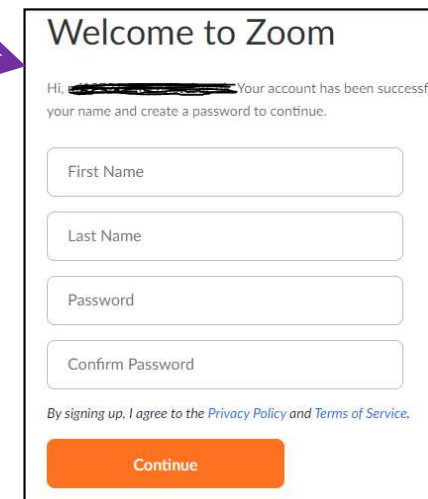 Welcome to Zoom
Hi, Your account has been successf
your name and create a password to continue.
First Name
Last Name
Password
Confirm Password
By signing up, I agree to the Privacy Policy and Terms of Service.
Continue